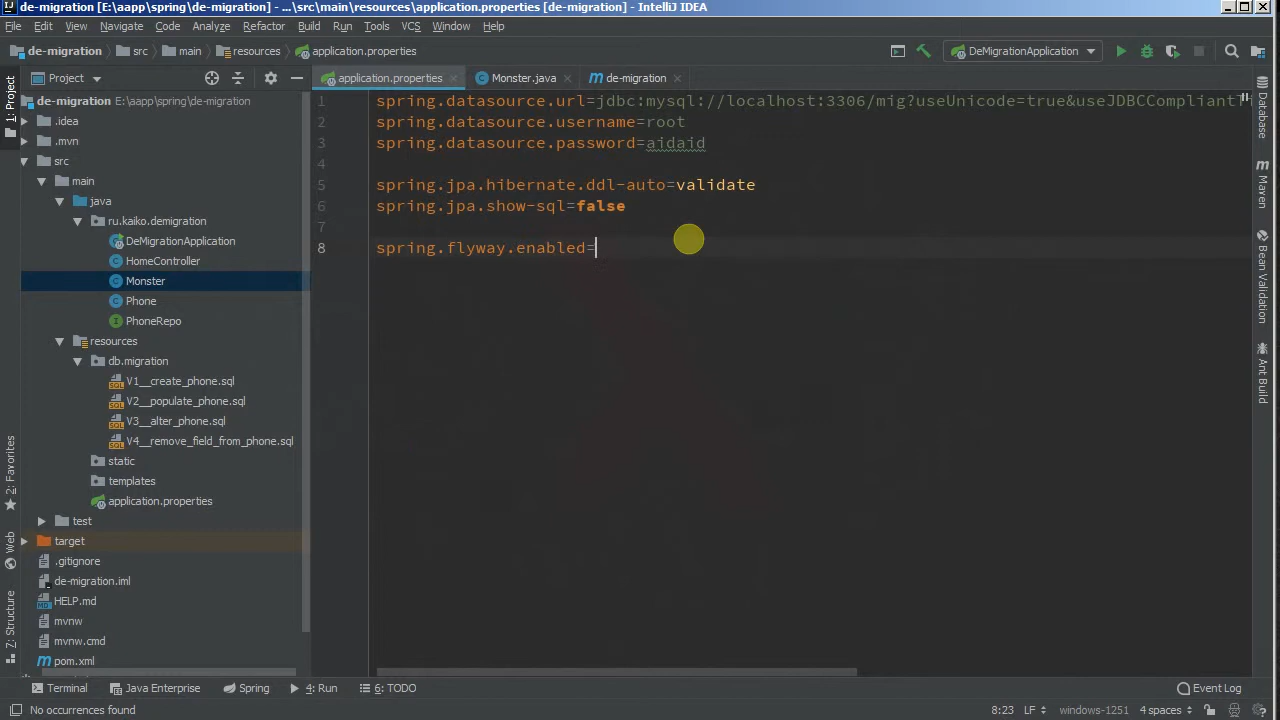 de-migration [E:\aapp\spring\de-migration] - ...\src\main\resources\application.properties [de-migration] - IntelliJ IDEA
File Edit View Navigate Code Analyze Refactor Build Run Tools VCS Window Help
de-migration src main resources application.properties DeMigrationApplication
Project application.properties Monster.java de-migration
1: Project
2: Favorites
Web
Z: Structure
de-migration E:\aapp\spring\de-migration
.idea
.mvn
src
main
java
ru.kaiko.demigration
DeMigrationApplication
HomeController
Monster
Phone
PhoneRepo
resources
db.migration
V1__create_phone.sql
V2__populate_phone.sql
V3__alter_phone.sql
V4__remove_field_from_phone.sql
static
templates
application.properties
test
target
.gitignore
de-migration.iml
HELP.md
mvnw
mvnw.cmd
pom.xml
1 spring.datasource.url=jdbc:mysql://localhost:3306/mig?useUnicode=true&useJDBCCompliantT
2 spring.datasource.username=root
3 spring.datasource.password=aidaid
4
5 spring.jpa.hibernate.ddl-auto=validate
6 spring.jpa.show-sql=false
7
8 spring.flyway.enabled=
Database
Maven
Bean Validation
Ant Build
Terminal Java Enterprise Spring 4: Run 6: TODO Event Log
No occurrences found 8:23 LF windows-1251 4 spaces